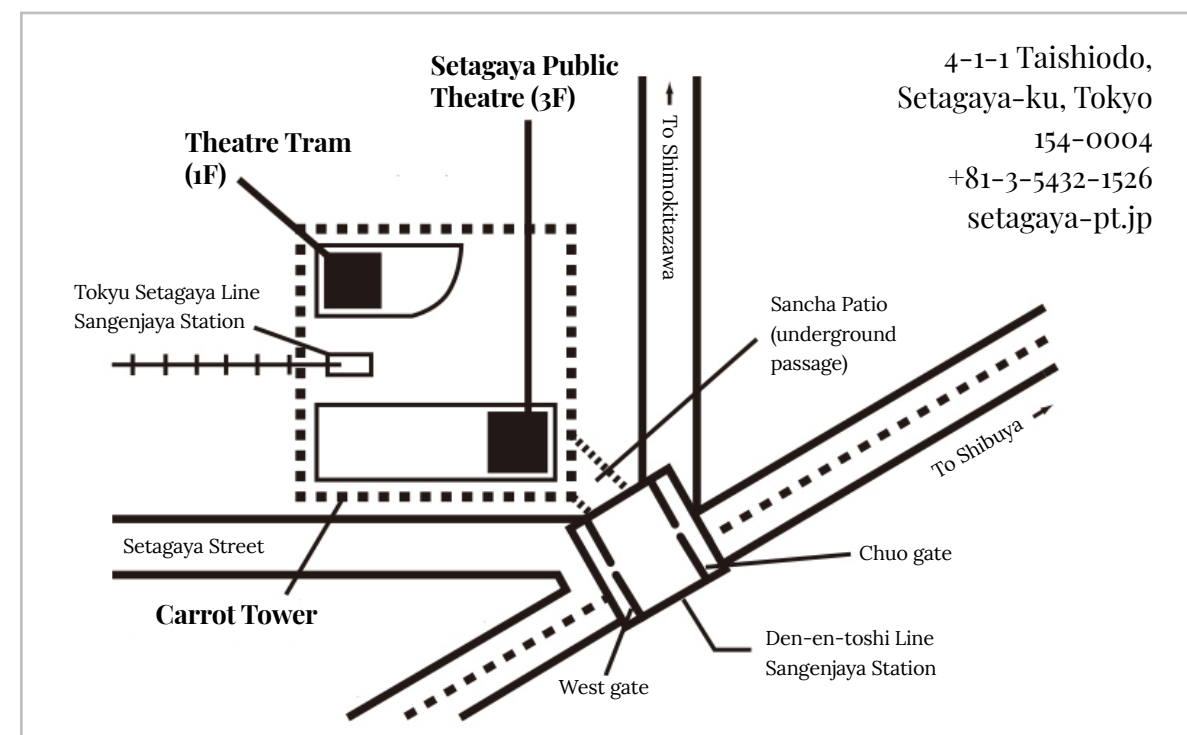 Setagaya Public
Theatre (3F)
Theatre Tram
(1F)
4-1-1 Taishiodo,
Setagaya-ku, Tokyo
154-0004
+81-3-5432-1526
setagaya-pt.jp
To Shimokitazawa
Tokyu Setagaya Line
Sangenjaya Station
Sancha Patio
(underground
passage)
To Shibuya
Setagaya Street
Chuo gate
Carrot Tower
Den-en-toshi Line
Sangenjaya Station
West gate